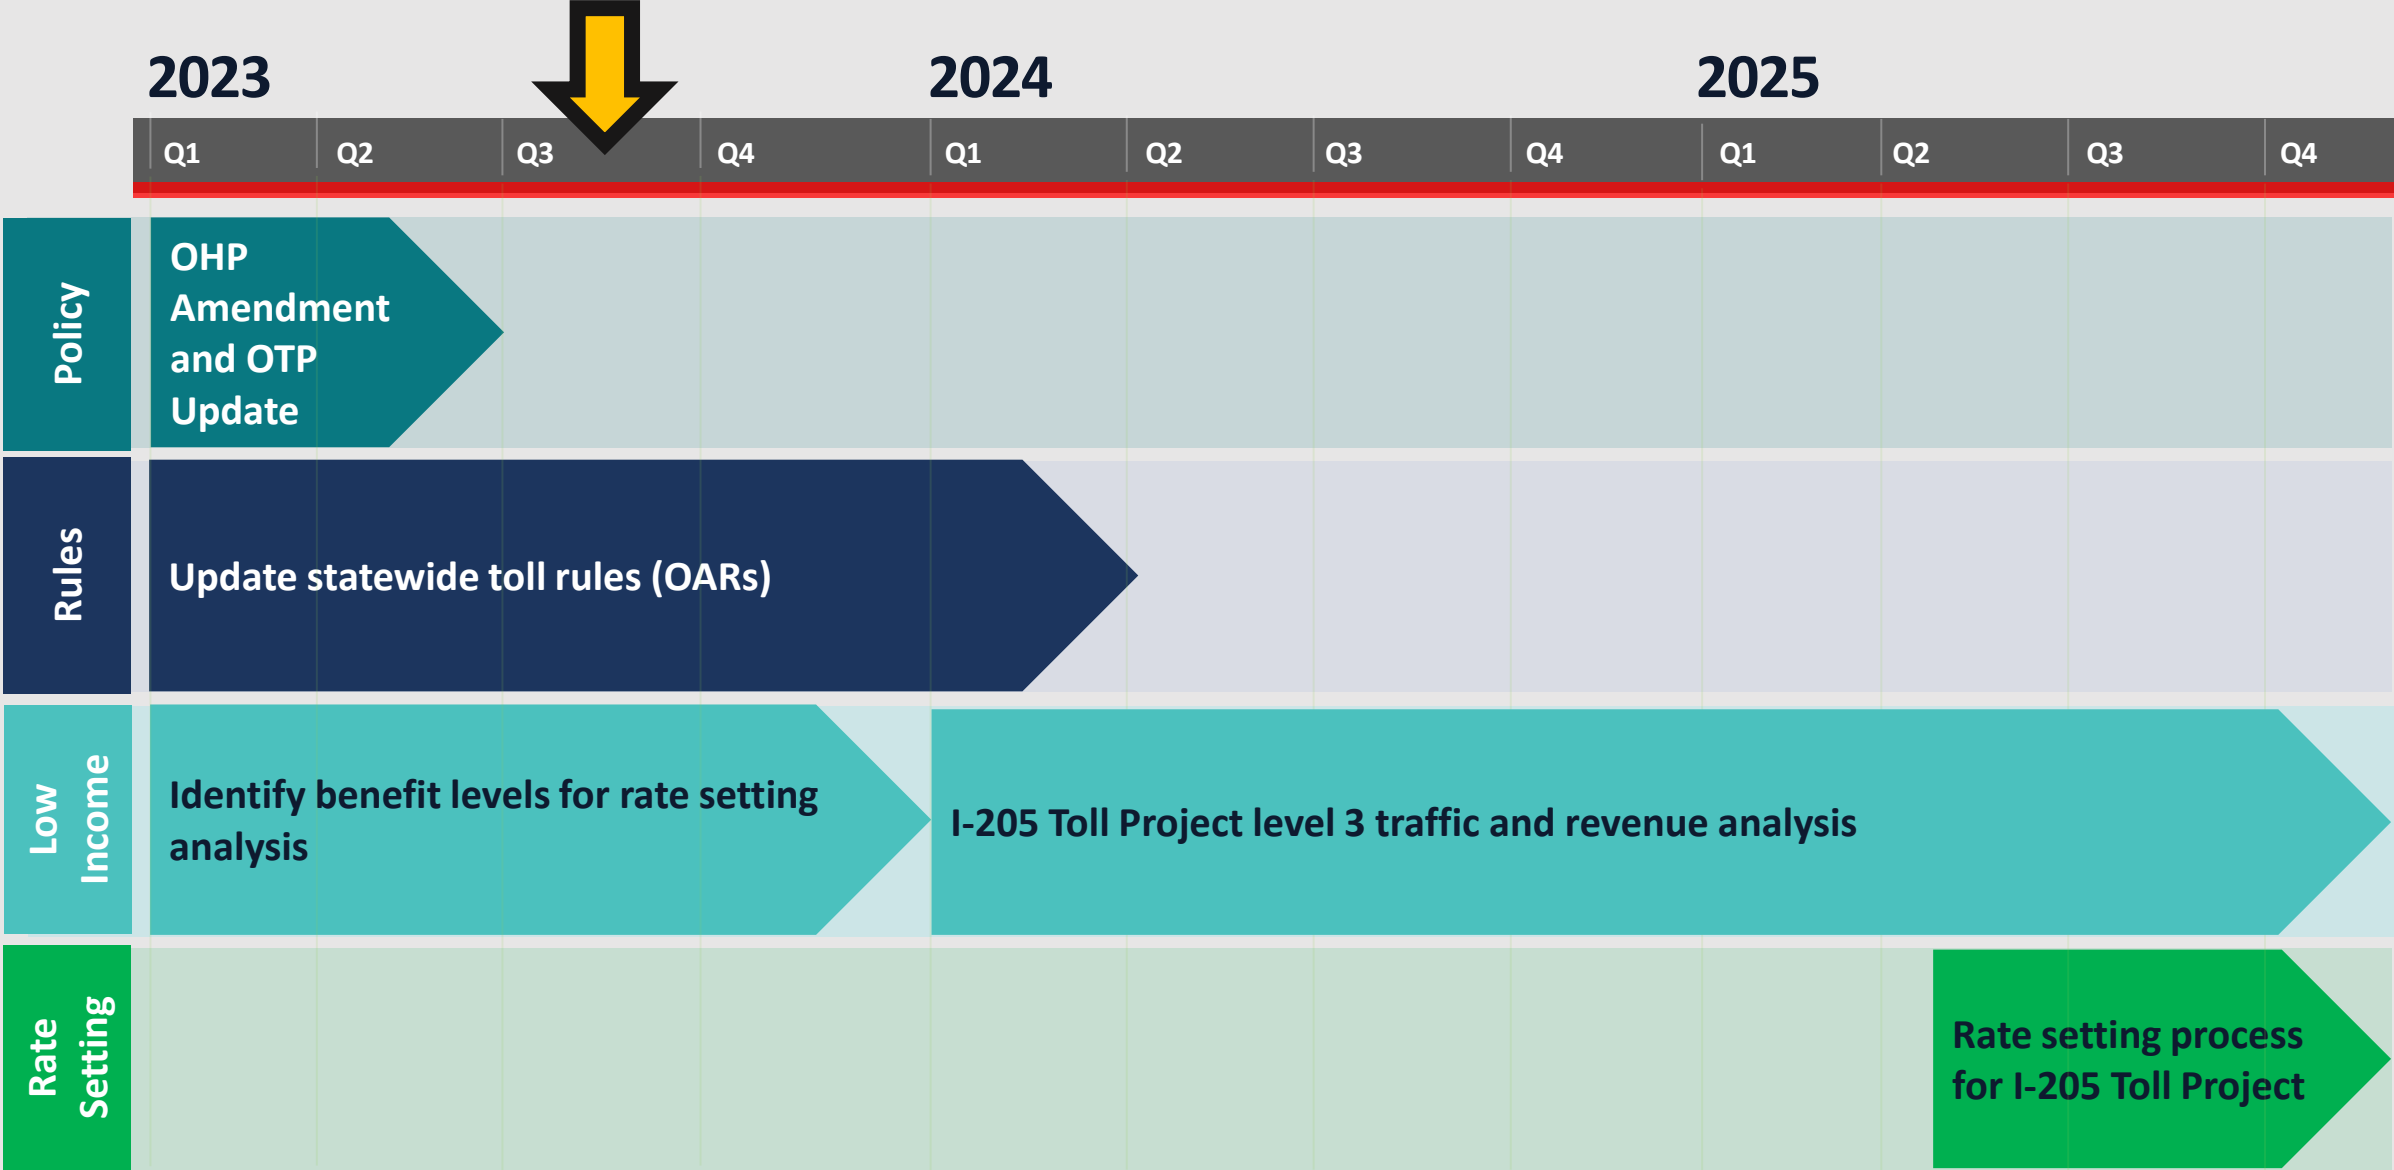 2023
2024
2025
Q1
Q2
Q3
Q4
Q1
Q2
Q3
Q4
Q1
Q2
Q3
Q4
Policy
OHP
Amendment
and OTP
Update
Rules
Update statewide toll rules (OARs)
Low
Income
Identify benefit levels for rate setting
analysis
I-205 Toll Project level 3 traffic and revenue analysis
Rate
Setting
Rate setting process
for I-205 Toll Project